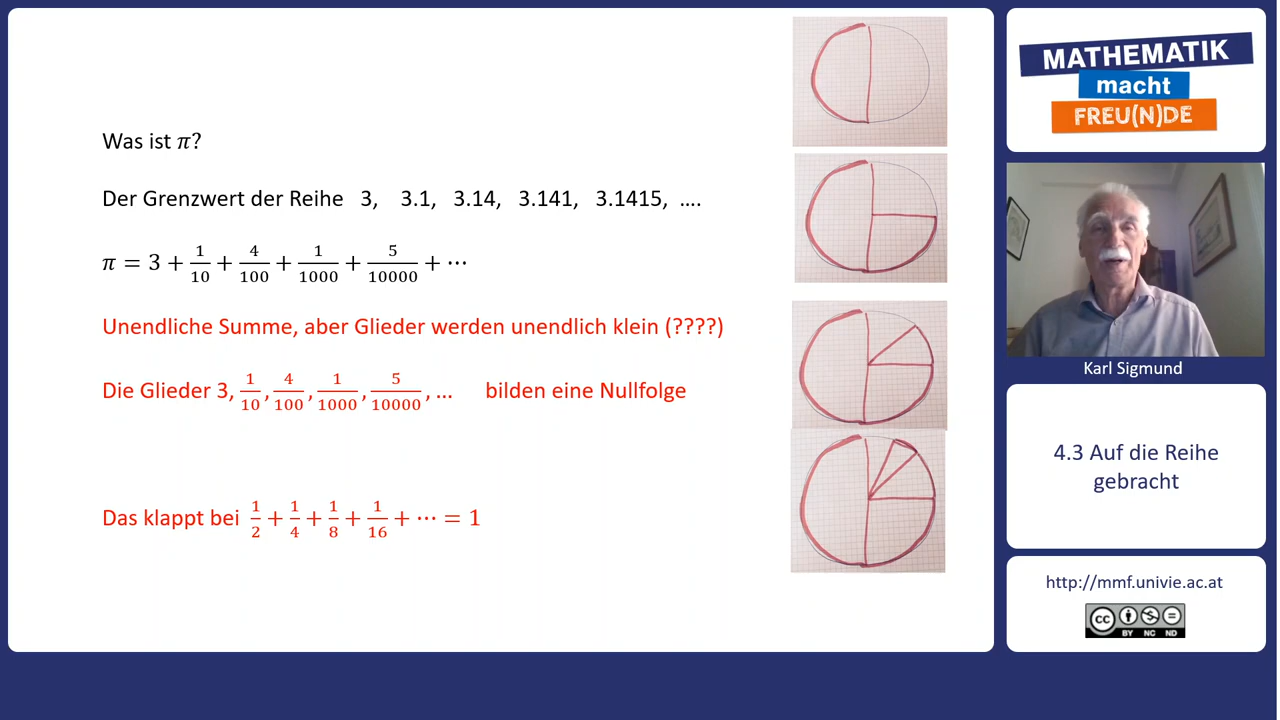 Was ist π?
Der Grenzwert der Reihe 3, 3.1, 3.14, 3.141, 3.1415, ....
π = 3 + 1/10 + 4/100 + 1/1000 + 5/10000 + ⋯
Unendliche Summe, aber Glieder werden unendlich klein (????)
Die Glieder 3, 1/10, 4/100, 1/1000, 5/10000, ... bilden eine Nullfolge
Das klappt bei 1/2 + 1/4 + 1/8 + 1/16 + ⋯ = 1
MATHEMATIK
macht
FREU(N)DE
Karl Sigmund
4.3 Auf die Reihe
gebracht
http://mmf.univie.ac.at
CC
BY NC ND